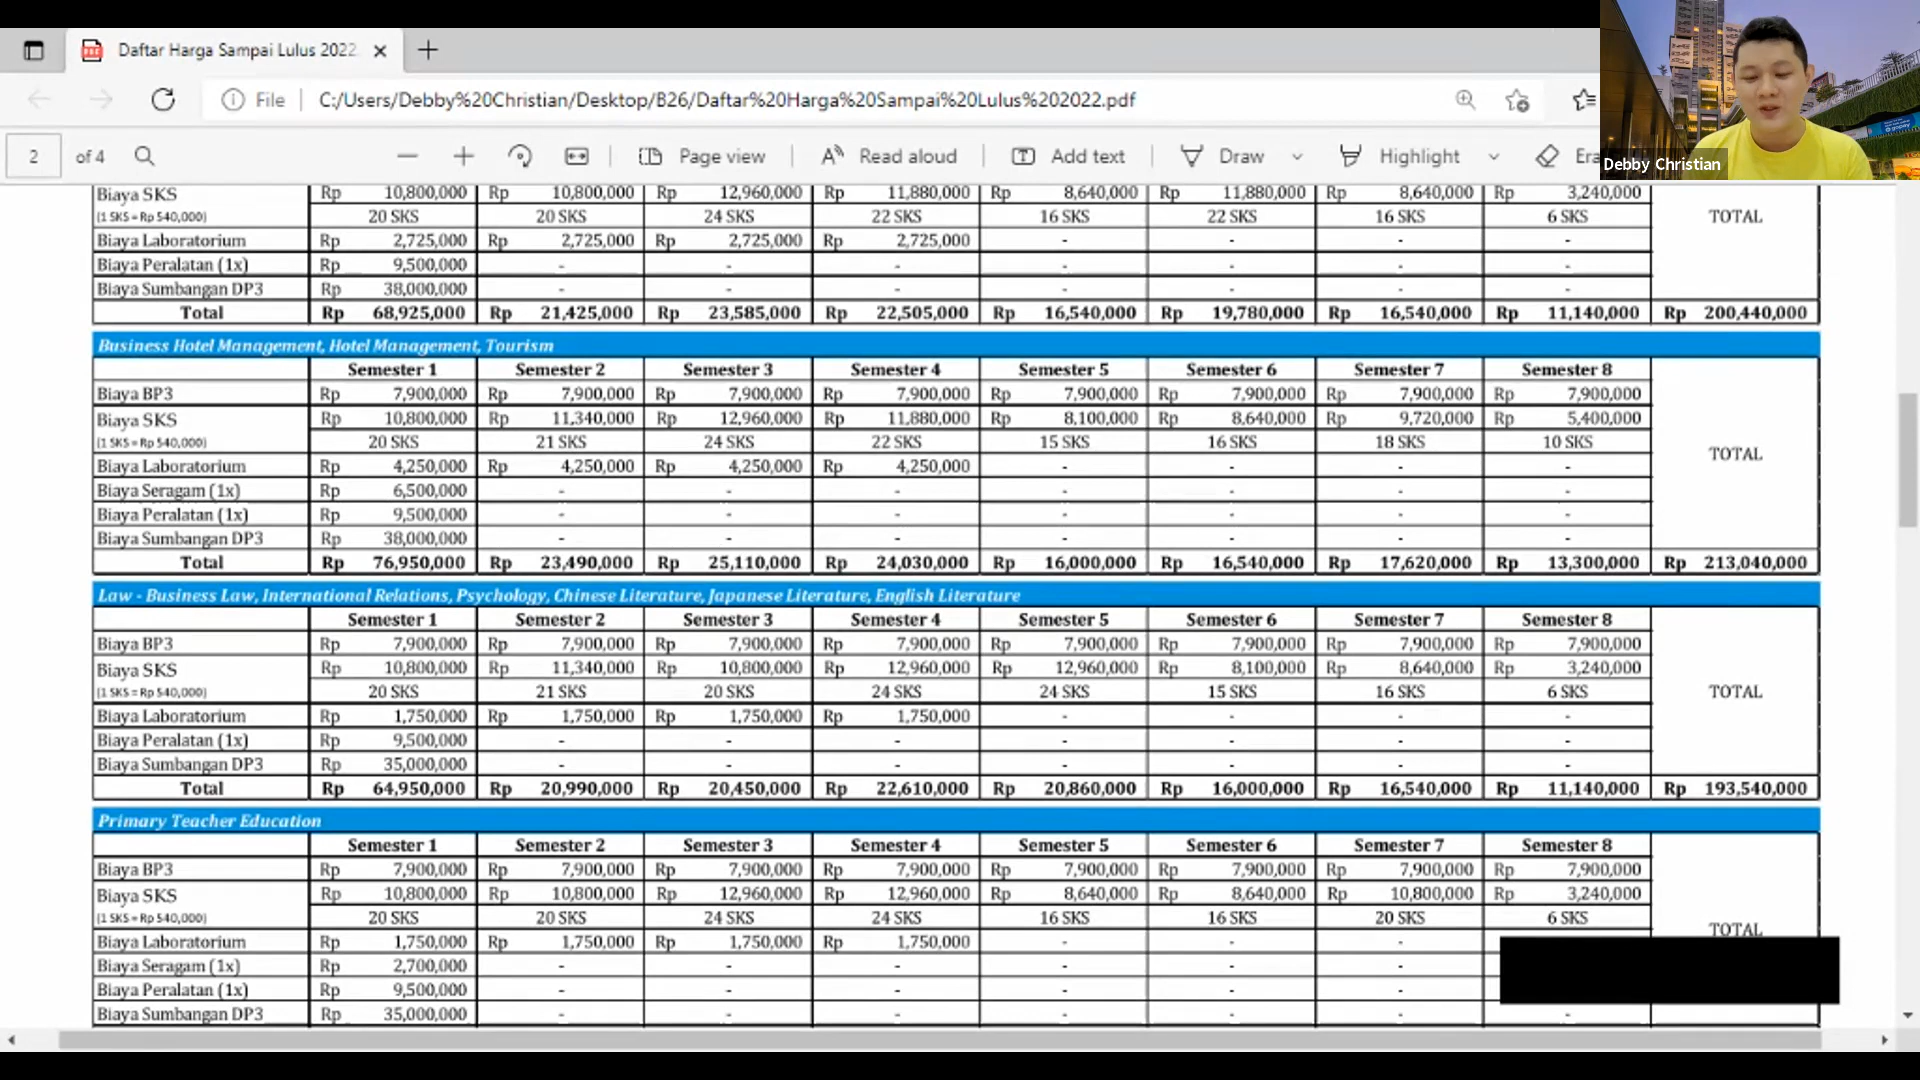 Daftar Harga Sampai Lulus 2022
File C:/Users/Debby%20Christian/Desktop/B26/Daftar%20Harga%20Sampai%20Lulus%202022.pdf
2 of 4 Page view Read aloud Add text Draw Highlight Era
Debby Christian
Biaya SKS Rp 10,800,000 Rp 10,800,000 Rp 12,960,000 Rp 11,880,000 Rp 8,640,000 Rp 11,880,000 Rp 8,640,000 Rp 3,240,000
(1 SKS = Rp 540,000) 20 SKS 20 SKS 24 SKS 22 SKS 16 SKS 22 SKS 16 SKS 6 SKS TOTAL
Biaya Laboratorium Rp 2,725,000 Rp 2,725,000 Rp 2,725,000 Rp 2,725,000 - - - -
Biaya Peralatan (1x) Rp 9,500,000 - - - - - - -
Biaya Sumbangan DP3 Rp 38,000,000 - - - - - - -
Total Rp 68,925,000 Rp 21,425,000 Rp 23,585,000 Rp 22,505,000 Rp 16,540,000 Rp 19,780,000 Rp 16,540,000 Rp 11,140,000 Rp 200,440,000
Business Hotel Management, Hotel Management, Tourism
Semester 1 Semester 2 Semester 3 Semester 4 Semester 5 Semester 6 Semester 7 Semester 8
Biaya BP3 Rp 7,900,000 Rp 7,900,000 Rp 7,900,000 Rp 7,900,000 Rp 7,900,000 Rp 7,900,000 Rp 7,900,000 Rp 7,900,000
Biaya SKS Rp 10,800,000 Rp 11,340,000 Rp 12,960,000 Rp 11,880,000 Rp 8,100,000 Rp 8,640,000 Rp 9,720,000 Rp 5,400,000
(1 SKS = Rp 540,000) 20 SKS 21 SKS 24 SKS 22 SKS 15 SKS 16 SKS 18 SKS 10 SKS TOTAL
Biaya Laboratorium Rp 4,250,000 Rp 4,250,000 Rp 4,250,000 Rp 4,250,000 - - - -
Biaya Seragam (1x) Rp 6,500,000 - - - - - - -
Biaya Peralatan (1x) Rp 9,500,000 - - - - - - -
Biaya Sumbangan DP3 Rp 38,000,000 - - - - - - -
Total Rp 76,950,000 Rp 23,490,000 Rp 25,110,000 Rp 24,030,000 Rp 16,000,000 Rp 16,540,000 Rp 17,620,000 Rp 13,300,000 Rp 213,040,000
Law - Business Law, International Relations, Psychology, Chinese Literature, Japanese Literature, English Literature
Semester 1 Semester 2 Semester 3 Semester 4 Semester 5 Semester 6 Semester 7 Semester 8
Biaya BP3 Rp 7,900,000 Rp 7,900,000 Rp 7,900,000 Rp 7,900,000 Rp 7,900,000 Rp 7,900,000 Rp 7,900,000 Rp 7,900,000
Biaya SKS Rp 10,800,000 Rp 11,340,000 Rp 10,800,000 Rp 12,960,000 Rp 12,960,000 Rp 8,100,000 Rp 8,640,000 Rp 3,240,000
(1 SKS = Rp 540,000) 20 SKS 21 SKS 20 SKS 24 SKS 24 SKS 15 SKS 16 SKS 6 SKS TOTAL
Biaya Laboratorium Rp 1,750,000 Rp 1,750,000 Rp 1,750,000 Rp 1,750,000 - - - -
Biaya Peralatan (1x) Rp 9,500,000 - - - - - - -
Biaya Sumbangan DP3 Rp 35,000,000 - - - - - - -
Total Rp 64,950,000 Rp 20,990,000 Rp 20,450,000 Rp 22,610,000 Rp 20,860,000 Rp 16,000,000 Rp 16,540,000 Rp 11,140,000 Rp 193,540,000
Primary Teacher Education
Semester 1 Semester 2 Semester 3 Semester 4 Semester 5 Semester 6 Semester 7 Semester 8
Biaya BP3 Rp 7,900,000 Rp 7,900,000 Rp 7,900,000 Rp 7,900,000 Rp 7,900,000 Rp 7,900,000 Rp 7,900,000 Rp 7,900,000
Biaya SKS Rp 10,800,000 Rp 10,800,000 Rp 12,960,000 Rp 12,960,000 Rp 8,640,000 Rp 8,640,000 Rp 10,800,000 Rp 3,240,000
(1 SKS = Rp 540,000) 20 SKS 20 SKS 24 SKS 24 SKS 16 SKS 16 SKS 20 SKS 6 SKS TOTAL
Biaya Laboratorium Rp 1,750,000 Rp 1,750,000 Rp 1,750,000 Rp 1,750,000 - - -
Biaya Seragam (1x) Rp 2,700,000 - - - - - -
Biaya Peralatan (1x) Rp 9,500,000 - - - - - -
Biaya Sumbangan DP3 Rp 35,000,000 - - - - - - -